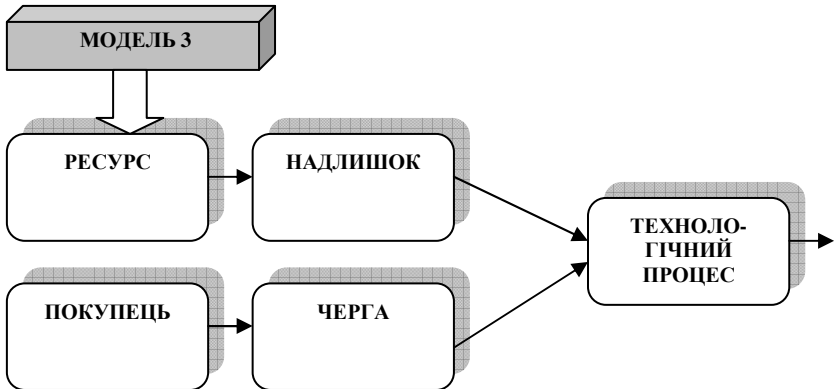 МОДЕЛЬ 3
РЕСУРС
НАДЛИШОК
ТЕХНОЛО-
ГІЧНИЙ
ПРОЦЕС
ПОКУПЕЦЬ
ЧЕРГА